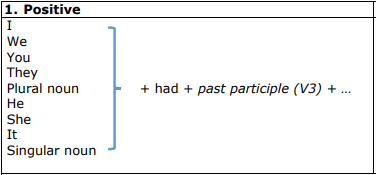 1. Positive
I
We
You
They
Plural noun
He
She
It
Singular noun
+ had + past participle (V3) + …